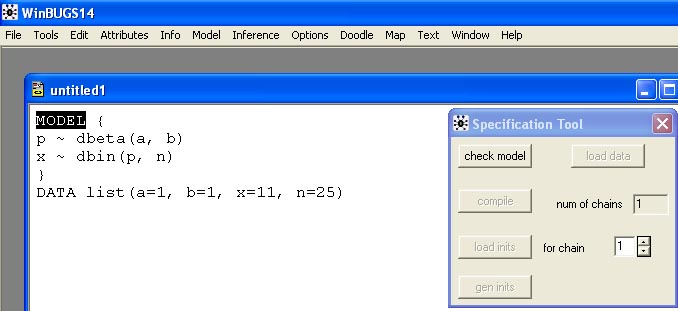 WinBUGS14
File Tools Edit Attributes Info Model Inference Options Doodle Map Text Window Help
untitled1
MODEL {
p ~ dbeta(a, b)
x ~ dbin(p, n)
}
DATA list(a=1, b=1, x=11, n=25)
Specification Tool
check model load data
compile num of chains 1
load inits for chain 1
gen inits